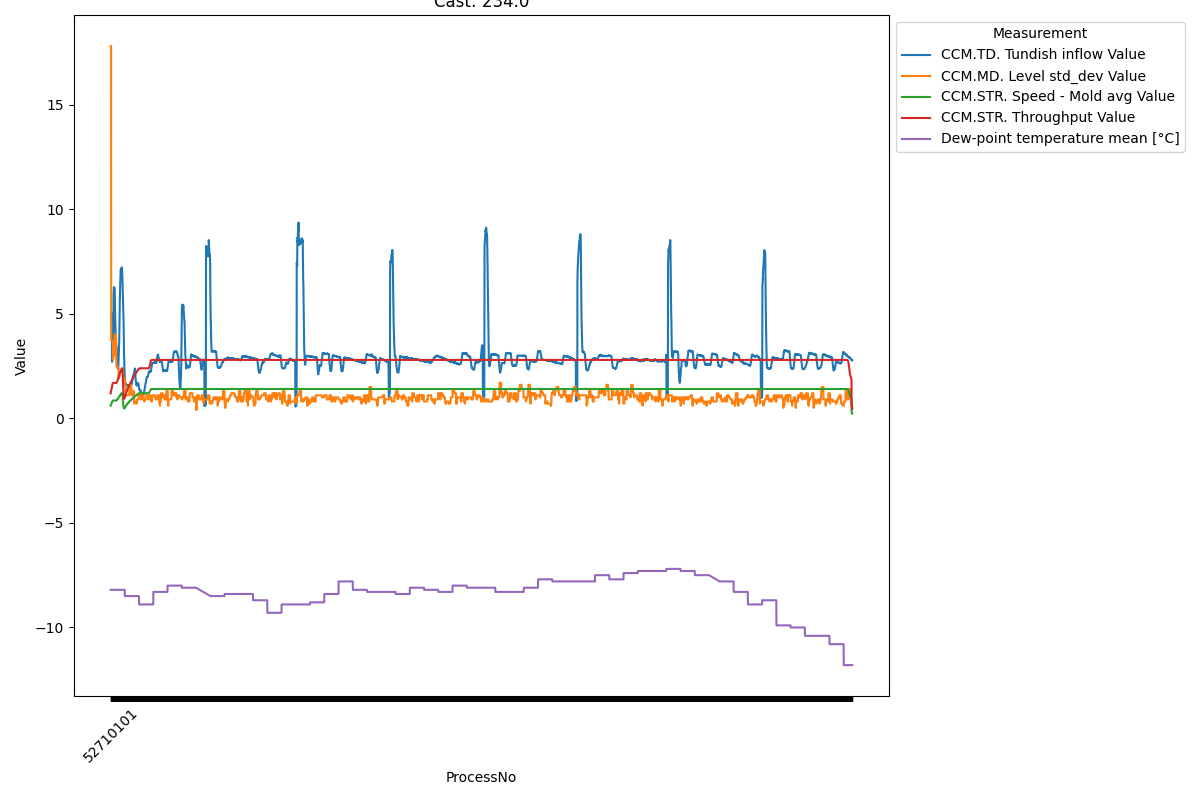 Cast: 234.0
Measurement
CCM.TD. Tundish inflow Value
CCM.MD. Level std_dev Value
CCM.STR. Speed - Mold avg Value
CCM.STR. Throughput Value
Dew-point temperature mean [°C]
Value
15
10
5
0
−5
−10
52710101
ProcessNo